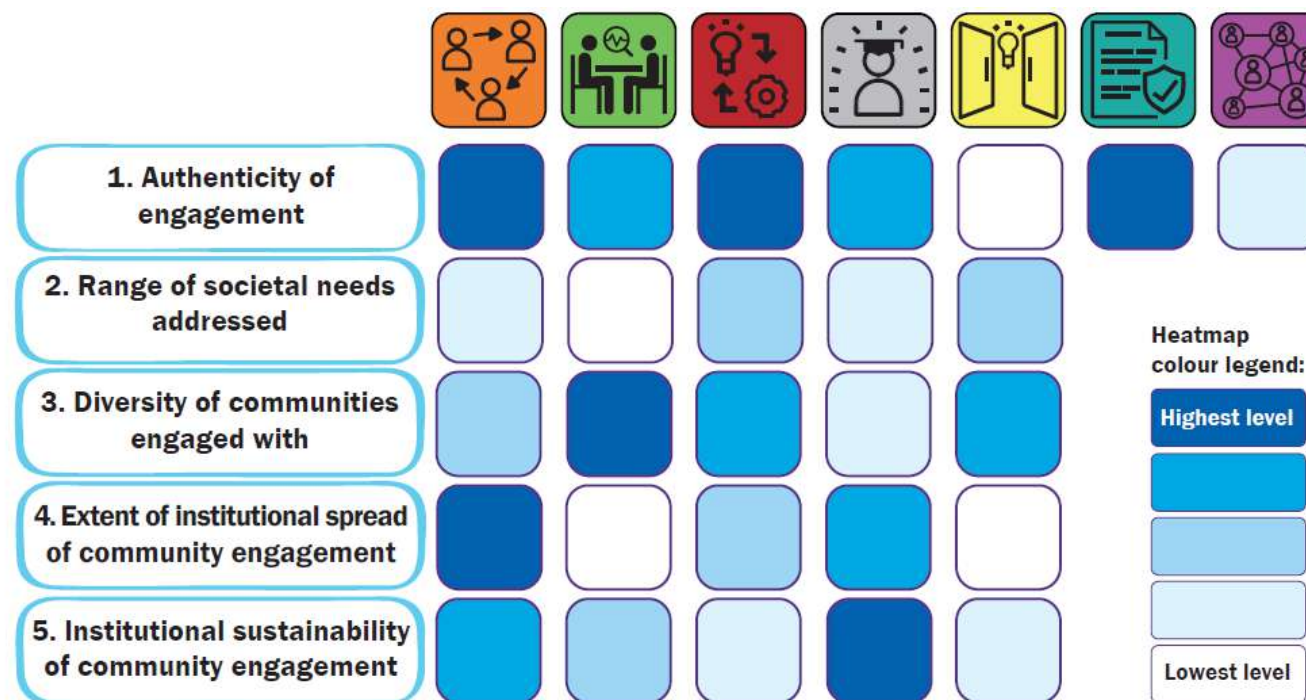 1. Authenticity of
engagement
2. Range of societal needs
addressed
3. Diversity of communities
engaged with
4. Extent of institutional spread
of community engagement
5. Institutional sustainability
of community engagement
Heatmap
colour legend:
Highest level
Lowest level